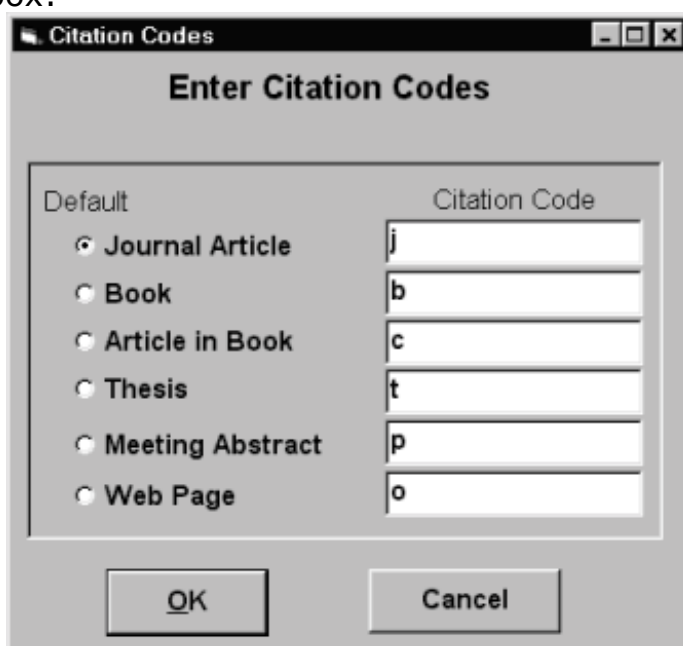 box:
Citation Codes
Enter Citation Codes
Default Citation Code
Journal Article j
Book b
Article in Book c
Thesis t
Meeting Abstract p
Web Page o
OK Cancel